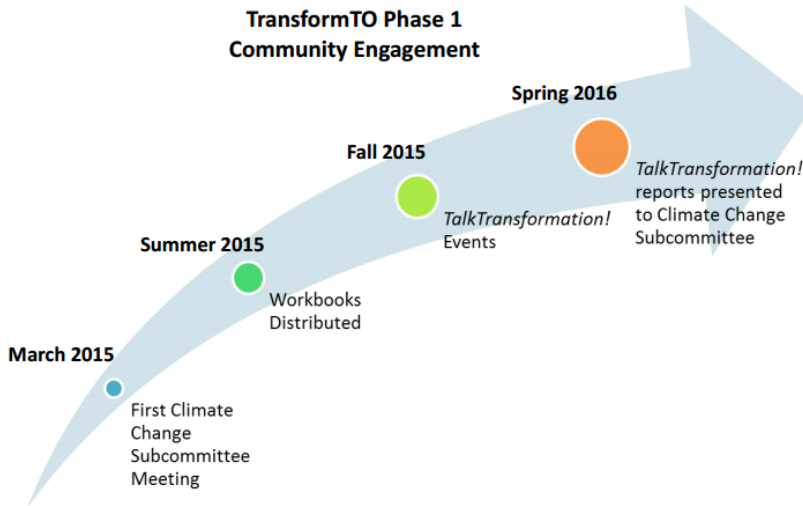 TransformTO Phase 1
Community Engagement
March 2015
First Climate
Change
Subcommittee
Meeting
Summer 2015
Workbooks
Distributed
Fall 2015
TalkTransformation!
Events
Spring 2016
TalkTransformation!
reports presented
to Climate Change
Subcommittee